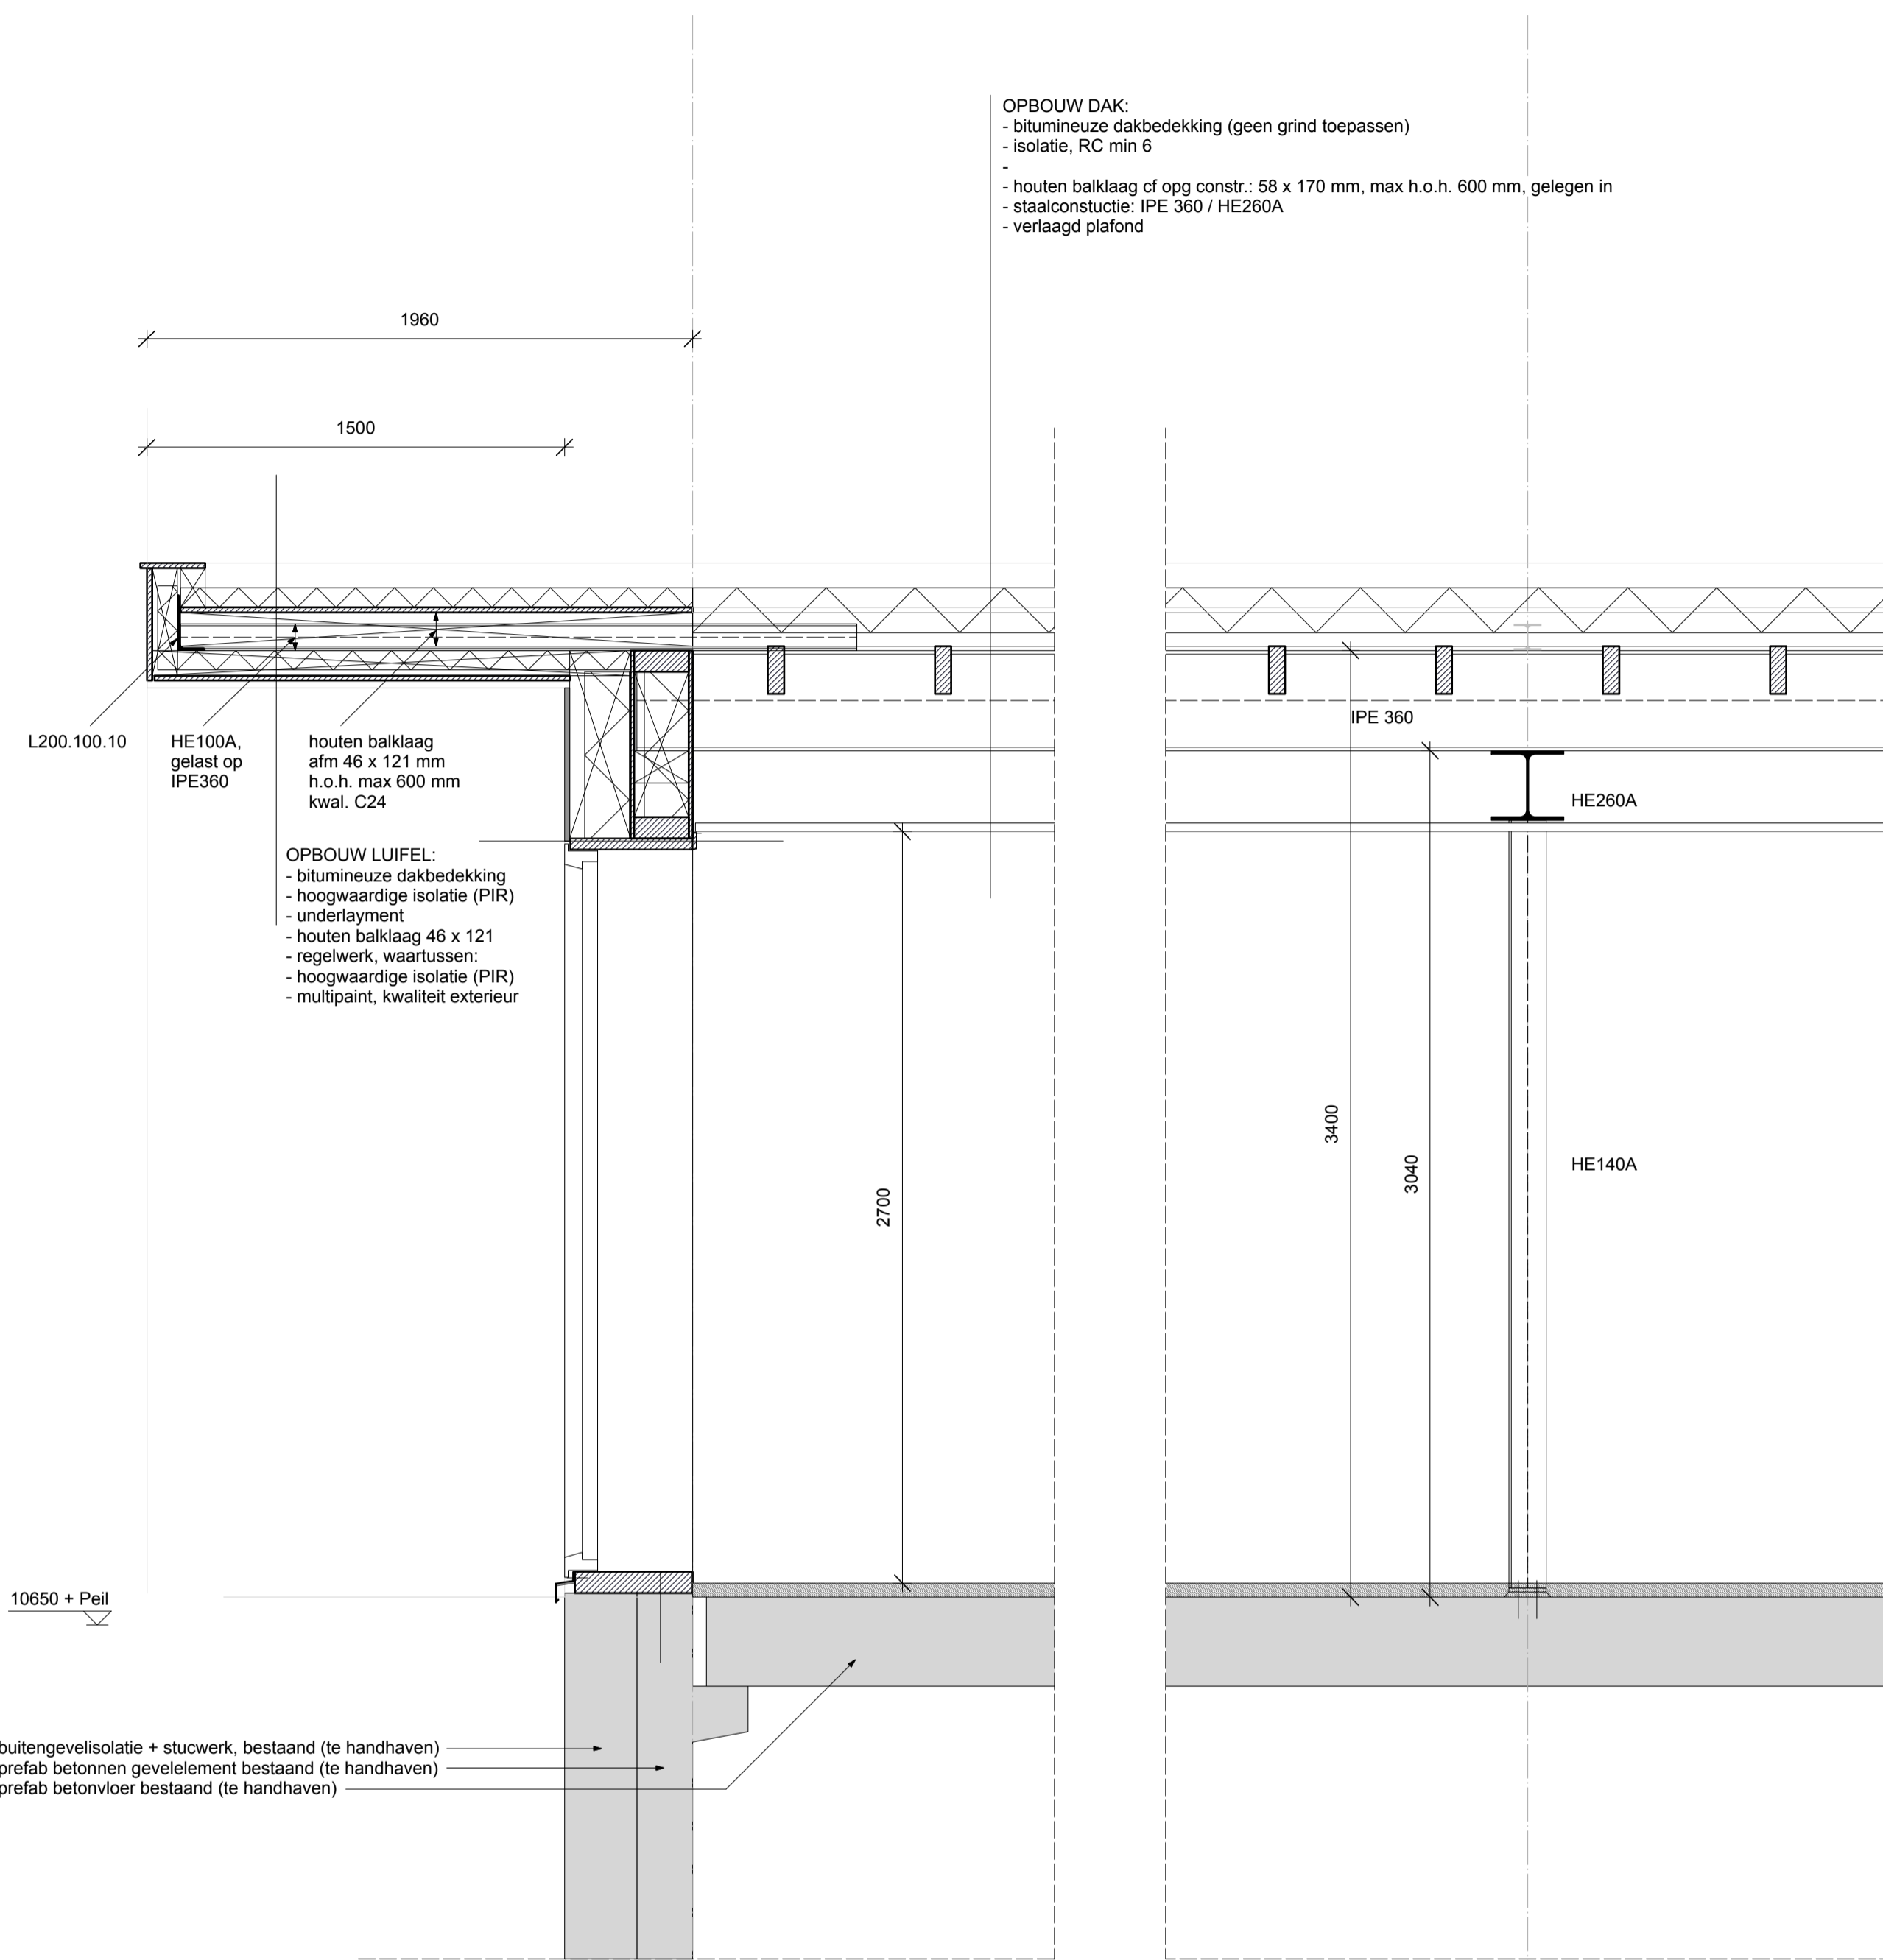 OPBOUW DAK:
- bitumineuze dakbedekking (geen grind toepassen)
- isolatie, RC min 6
-
- houten balklaag cf opg constr.: 58 x 170 mm, max h.o.h. 600 mm, gelegen in
- staalconstuctie: IPE 360 / HE260A
- verlaagd plafond
1960
1500
L200.100.10
HE100A,
gelast op
IPE360
houten balklaag
afm 46 x 121 mm
h.o.h. max 600 mm
kwal. C24
IPE 360
HE260A
OPBOUW LUIFEL:
- bitumineuze dakbedekking
- hoogwaardige isolatie (PIR)
- underlayment
- houten balklaag 46 x 121
- regelwerk, waartussen:
- hoogwaardige isolatie (PIR)
- multipaint, kwaliteit exterieur
2700
3400
3040
HE140A
10650 + Peil
buitengevelisolatie + stucwerk, bestaand (te handhaven)
prefab betonnen gevelelement bestaand (te handhaven)
prefab betonvloer bestaand (te handhaven)